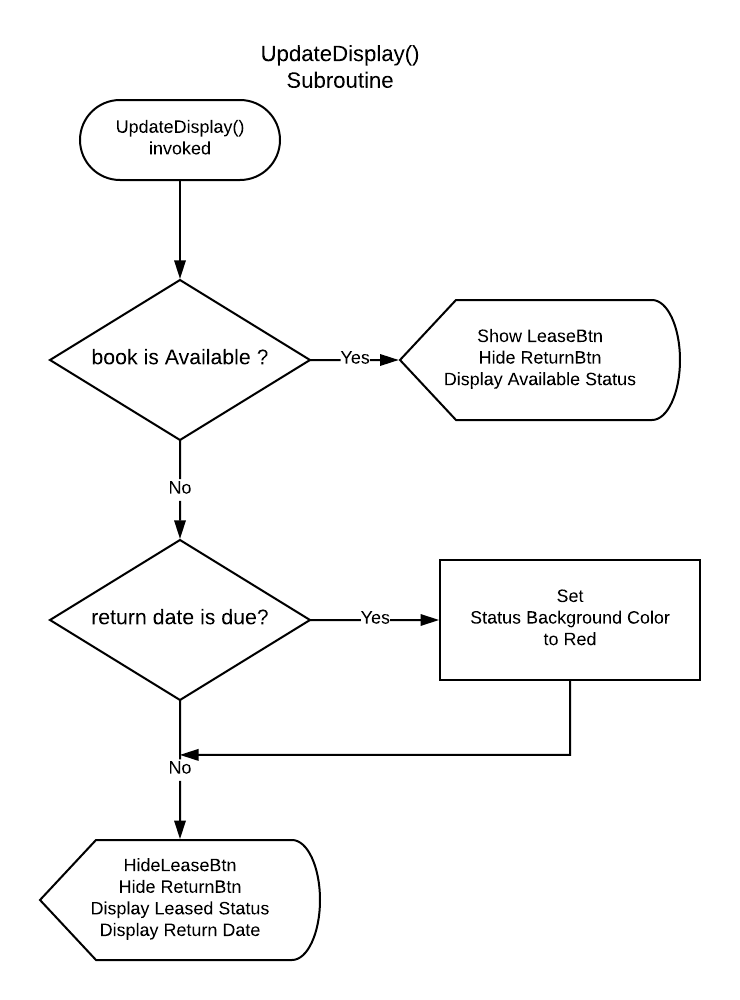 UpdateDisplay()
Subroutine
UpdateDisplay()
invoked
book is Available ?
Yes
Show LeaseBtn
Hide ReturnBtn
Display Available Status
No
return date is due?
Yes
Set
Status Background Color
to Red
No
HideLeaseBtn
Hide ReturnBtn
Display Leased Status
Display Return Date